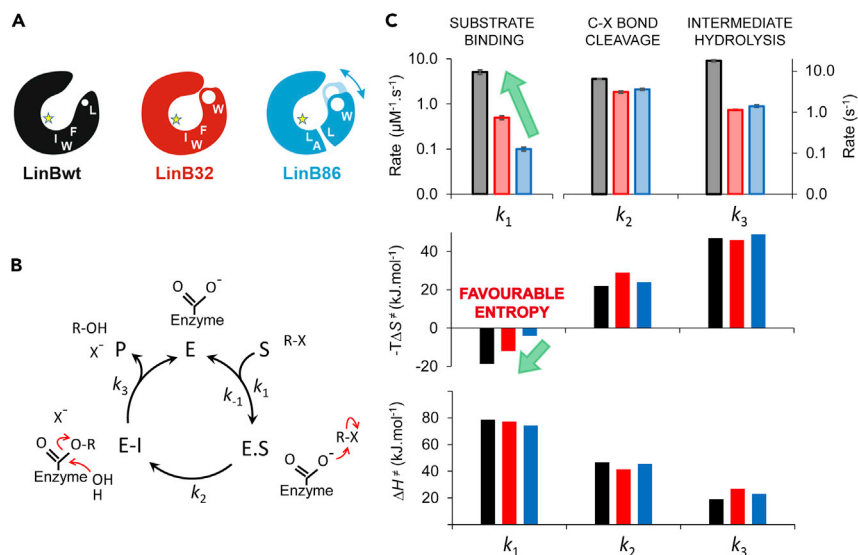 A
L
W
F
I
W
LinBwt
W
F
I
W
LinB32
W
L
L
A
LinB86
B
O
O⁻
Enzyme
R-OH
X⁻
P
E
S
R-X
k3
k-1
k1
X⁻
O
O-R
Enzyme
OH
H
E-I
E.S
R-X
O
O⁻
Enzyme
k2
C
SUBSTRATE
BINDING
C-X BOND
CLEAVAGE
INTERMEDIATE
HYDROLYSIS
Rate (µM⁻¹.s⁻¹)
10.0
1.0
0.1
0.0
Rate (s⁻¹)
10.0
1.0
0.1
0.0
k1
k2
k3
-TΔS≠ (kJ.mol⁻¹)
40
20
0
-20
FAVOURABLE
ENTROPY
ΔH≠ (kJ.mol⁻¹)
80
60
40
20
k1
k2
k3